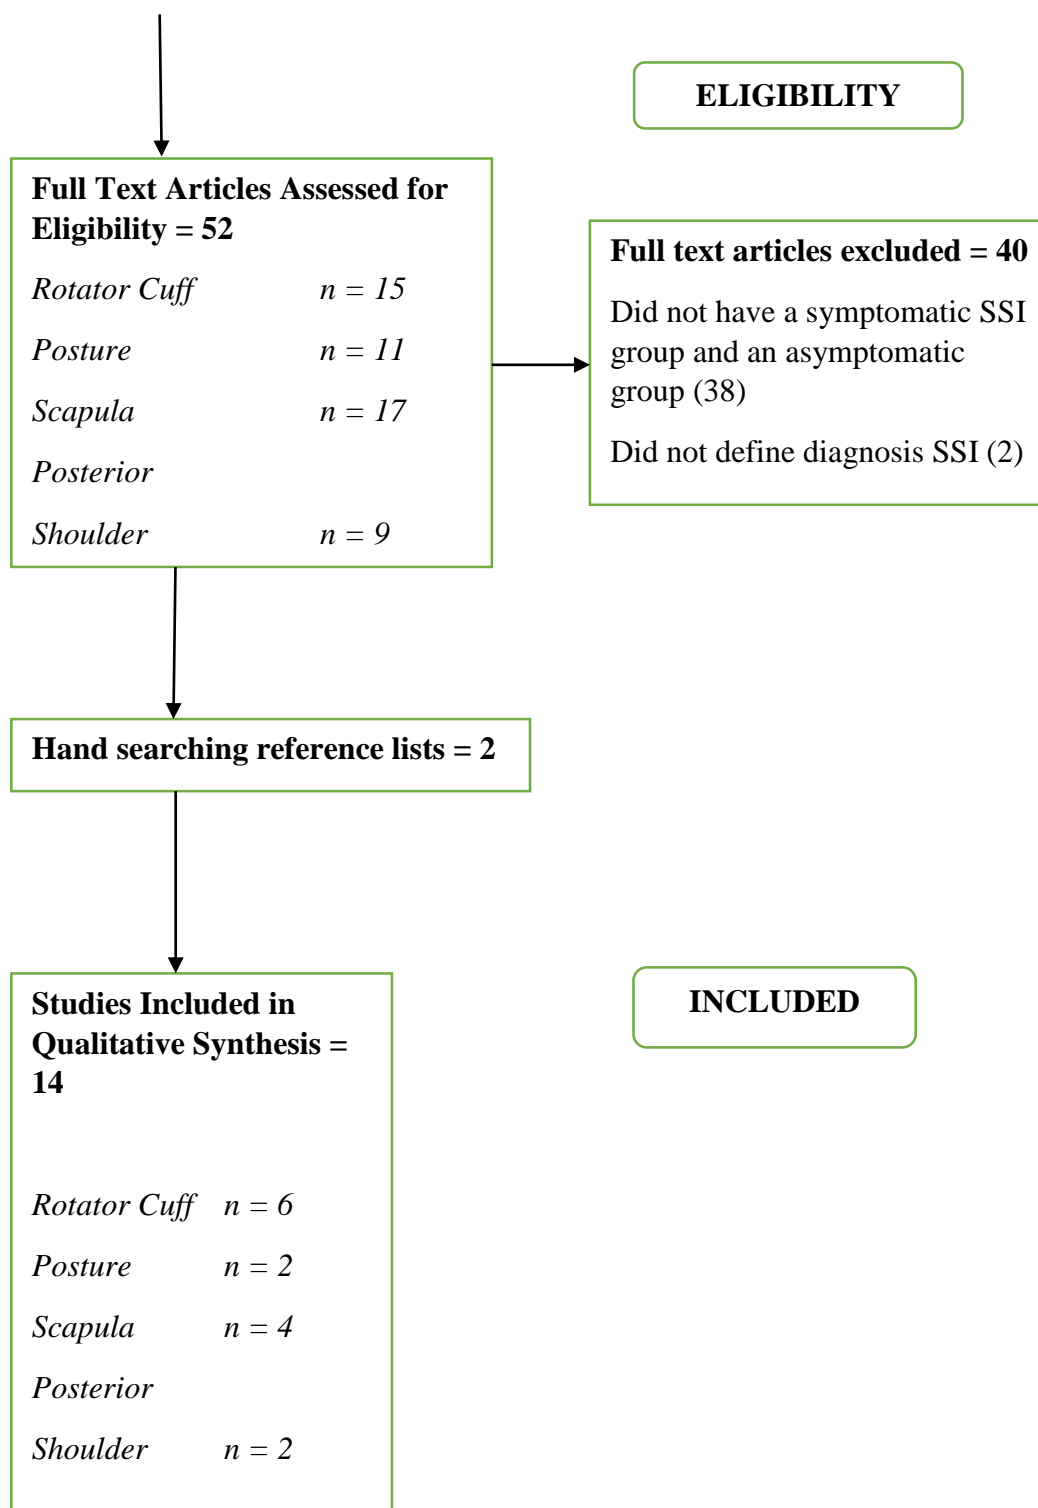 ELIGIBILITY
Full Text Articles Assessed for
Eligibility = 52
Rotator Cuff n = 15
Posture n = 11
Scapula n = 17
Posterior
Shoulder n = 9
Full text articles excluded = 40
Did not have a symptomatic SSI
group and an asymptomatic
group (38)
Did not define diagnosis SSI (2)
Hand searching reference lists = 2
Studies Included in
Qualitative Synthesis =
14
INCLUDED
Rotator Cuff n = 6
Posture n = 2
Scapula n = 4
Posterior
Shoulder n = 2